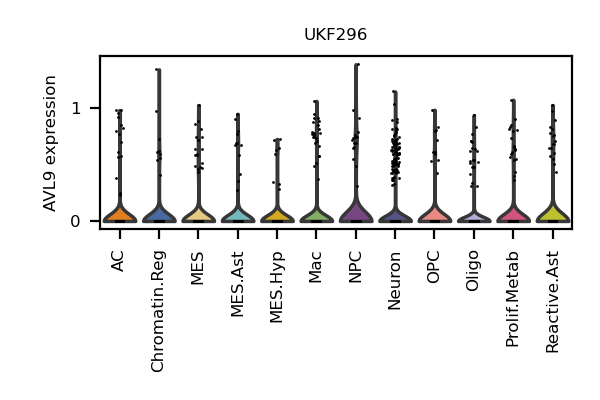 UKF296
AVL9 expression
1
0
AC
Chromatin.Reg
MES
MES.Ast
MES.Hyp
Mac
NPC
Neuron
OPC
Oligo
Prolif.Metab
Reactive.Ast